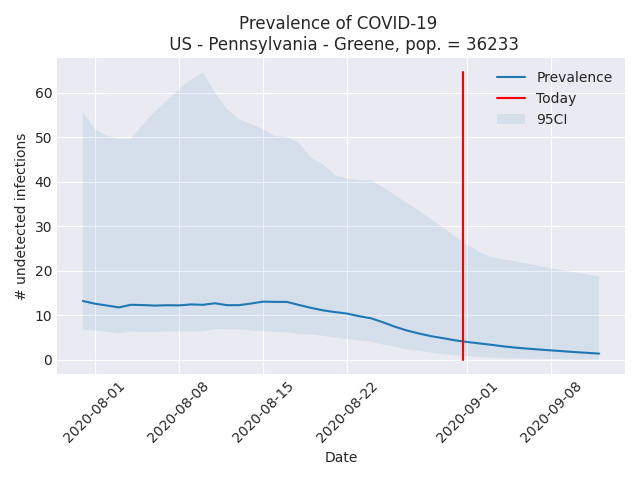 Prevalence of COVID-19
US - Pennsylvania - Greene, pop. = 36233
Prevalence
Today
95CI
# undetected infections
60
50
40
30
20
10
0
2020-08-01
2020-08-08
2020-08-15
2020-08-22
2020-09-01
2020-09-08
Date